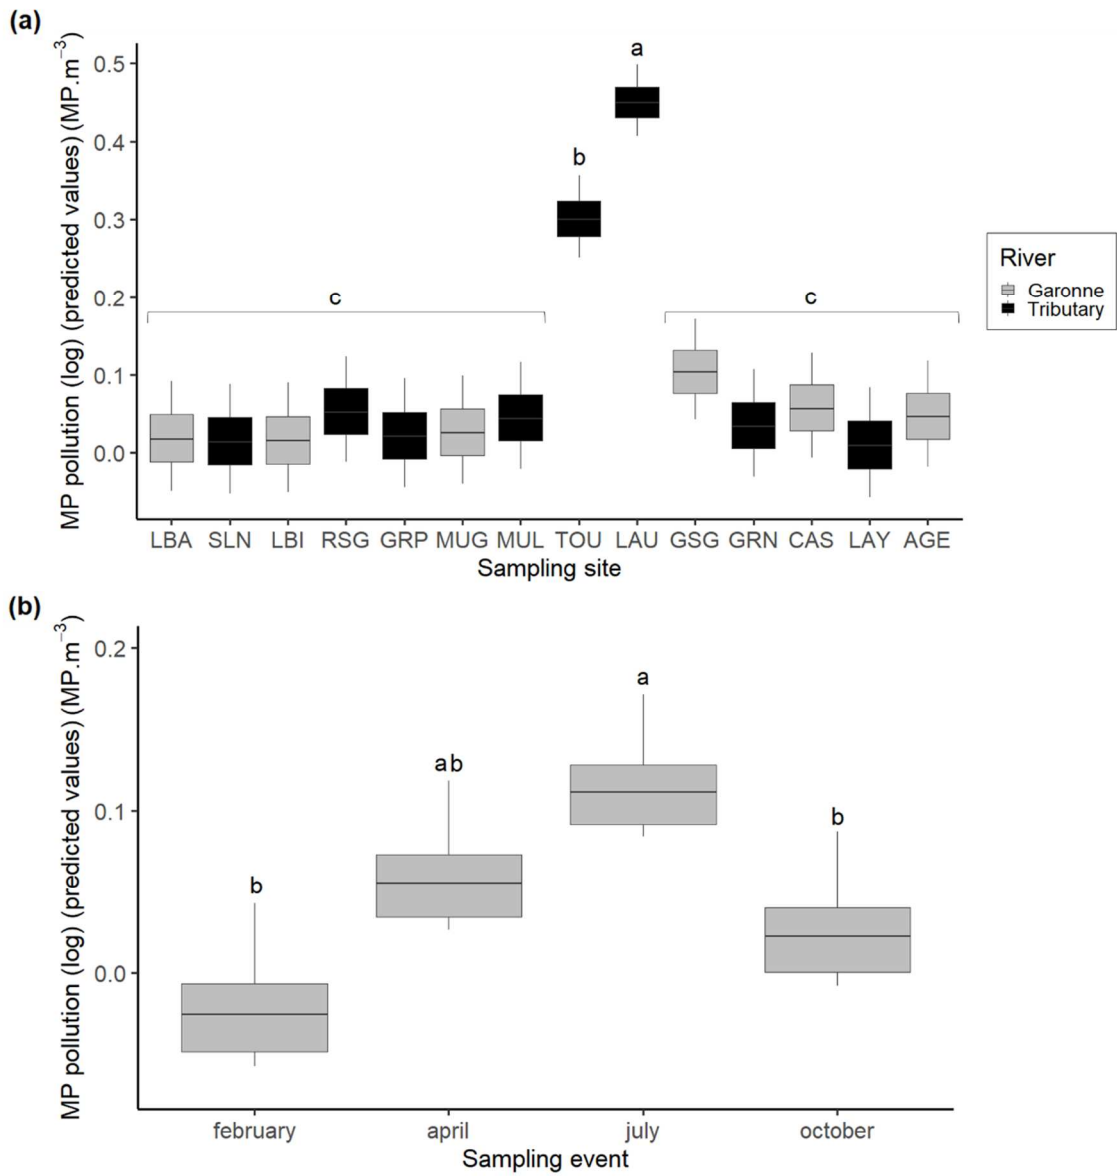 (a)
MP pollution (log) (predicted values) (MP.m⁻³)
0.5
0.4
0.3
0.2
0.1
0.0
a
b
c
c
LBA SLN LBI RSG GRP MUG MUL TOU LAU GSG GRN CAS LAY AGE
Sampling site
River
Garonne
Tributary
(b)
MP pollution (log) (predicted values) (MP.m⁻³)
0.2
0.1
0.0
b
ab
a
b
february april july october
Sampling event